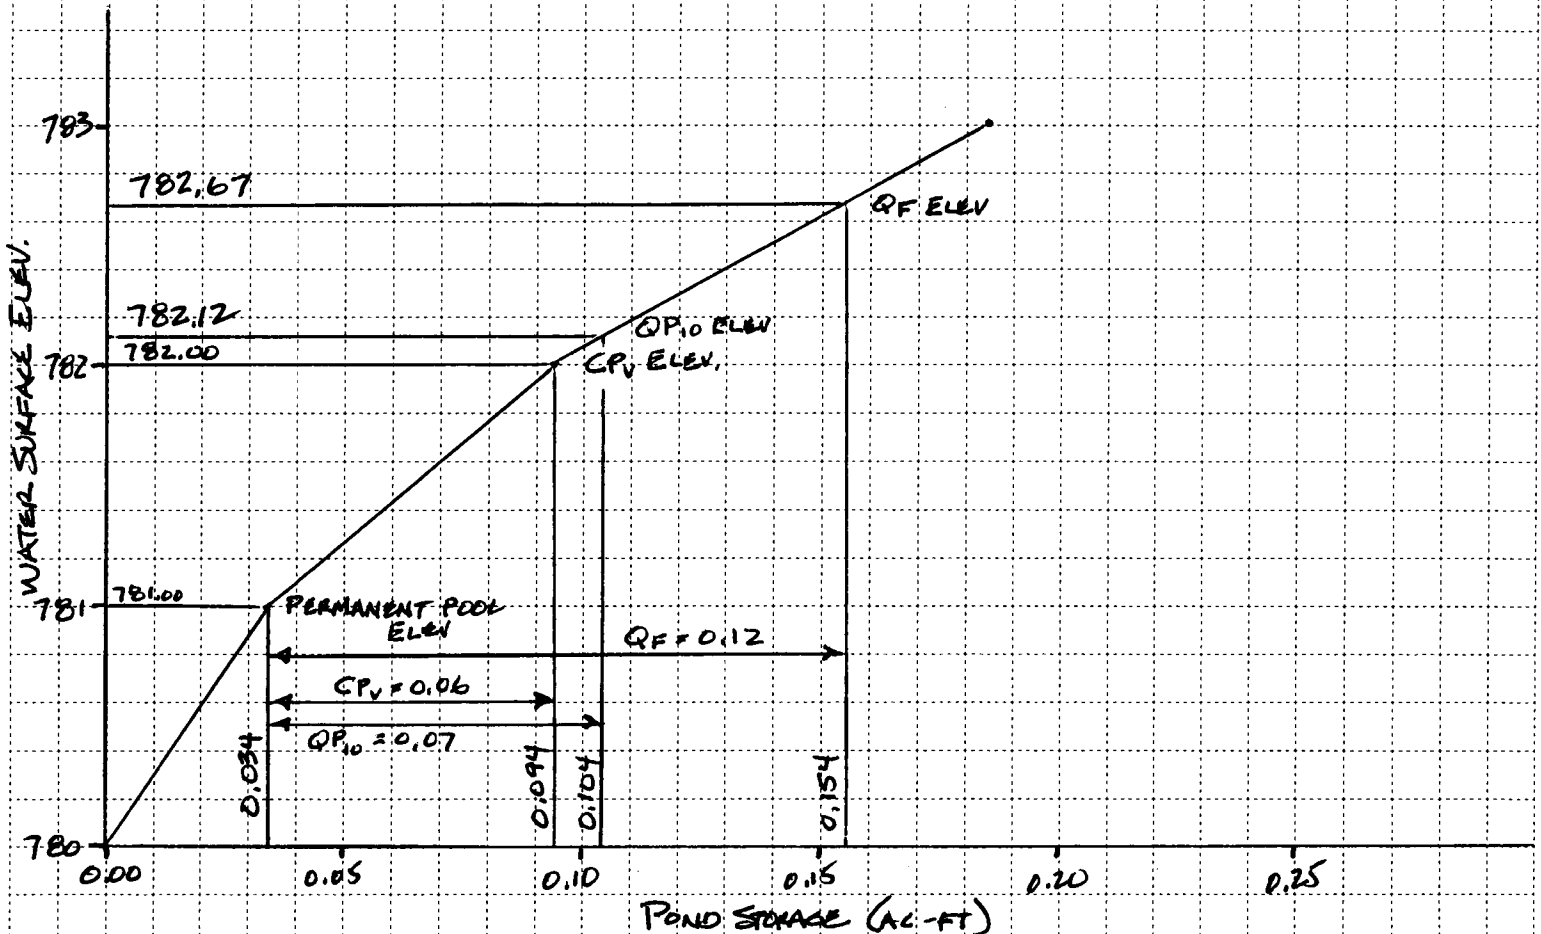 783
782.67
QF ELEV
782.12
QP10 ELEV
782.00
782
CPV ELEV.
WATER SURFACE ELEV.
781
781.00
PERMANENT POOL
ELEV
QF = 0.12
CPV = 0.06
QP10 = 0.07
0.034
0.094
0.104
0.154
780
0.00
0.05
0.10
0.15
0.20
0.25
POND STORAGE (AC-FT)